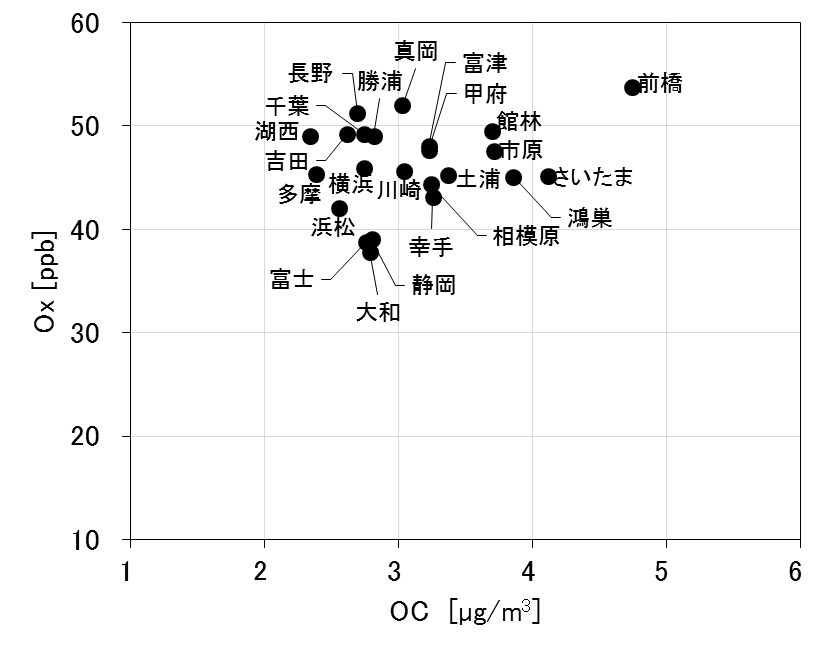 60
50
40
30
20
10
Ox [ppb]
真岡
富津
長野
勝浦
甲府
前橋
千葉
館林
湖西
吉田
市原
多摩
横浜
川崎
土浦
さいたま
鴻巣
浜松
幸手
相模原
富士
静岡
大和
1 2 3 4 5 6
OC [μg/m³]